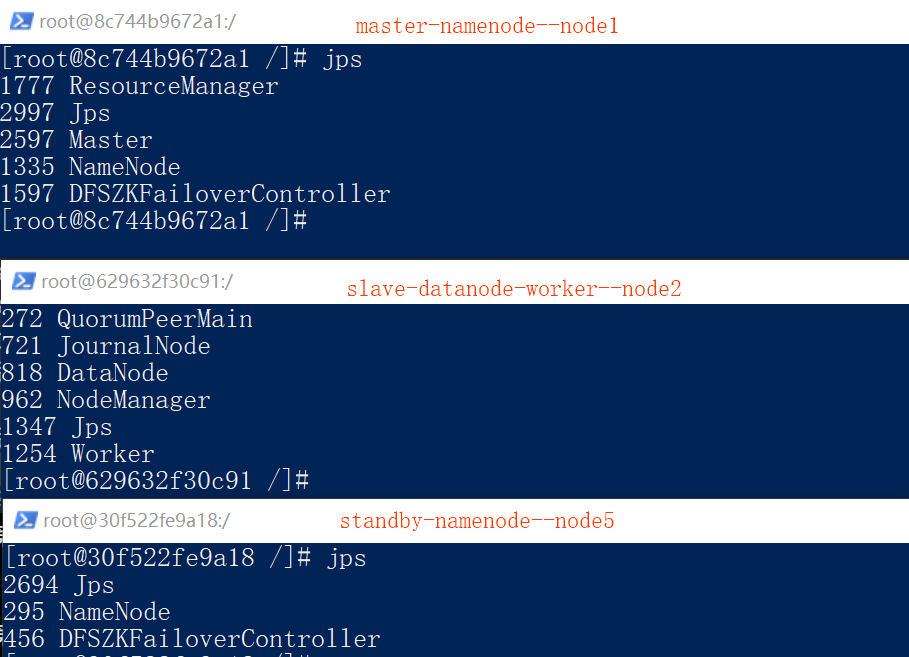 root@8c744b9672a1:/
master-namenode--node1
[root@8c744b9672a1 /]# jps
1777 ResourceManager
2997 Jps
2597 Master
1335 NameNode
1597 DFSZKFailoverController
[root@8c744b9672a1 /]#
root@629632f30c91:/
slave-datanode-worker--node2
272 QuorumPeerMain
721 JournalNode
818 DataNode
962 NodeManager
1347 Jps
1254 Worker
[root@629632f30c91 /]#
root@30f522fe9a18:/
standby-namenode--node5
[root@30f522fe9a18 /]# jps
2694 Jps
295 NameNode
456 DFSZKFailoverController